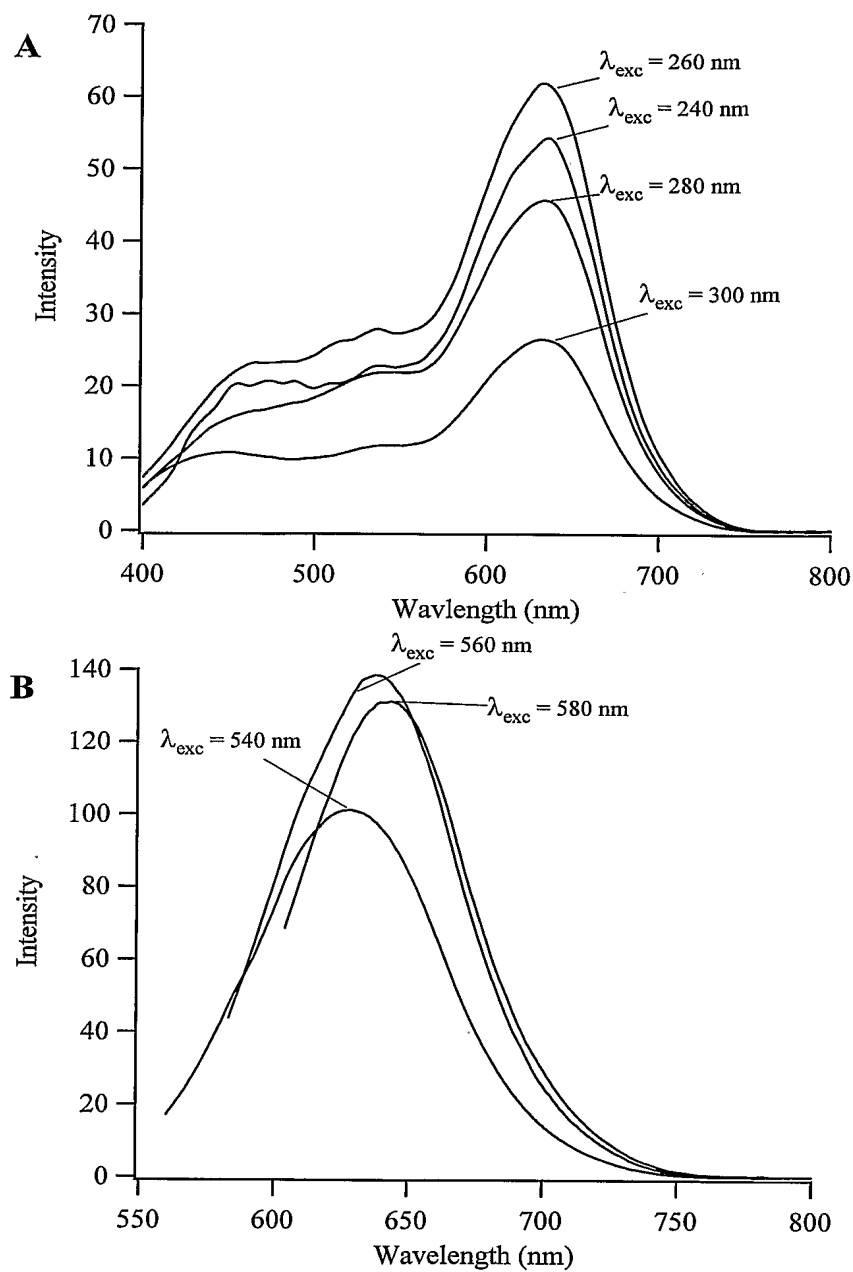 A
70
60
50
40
30
20
10
0
Intensity
λexc = 260 nm
λexc = 240 nm
λexc = 280 nm
λexc = 300 nm
400 500 600 700 800
Wavlength (nm)
B
140
120
100
80
60
40
20
0
Intensity
λexc = 560 nm
λexc = 580 nm
λexc = 540 nm
550 600 650 700 750 800
Wavelength (nm)